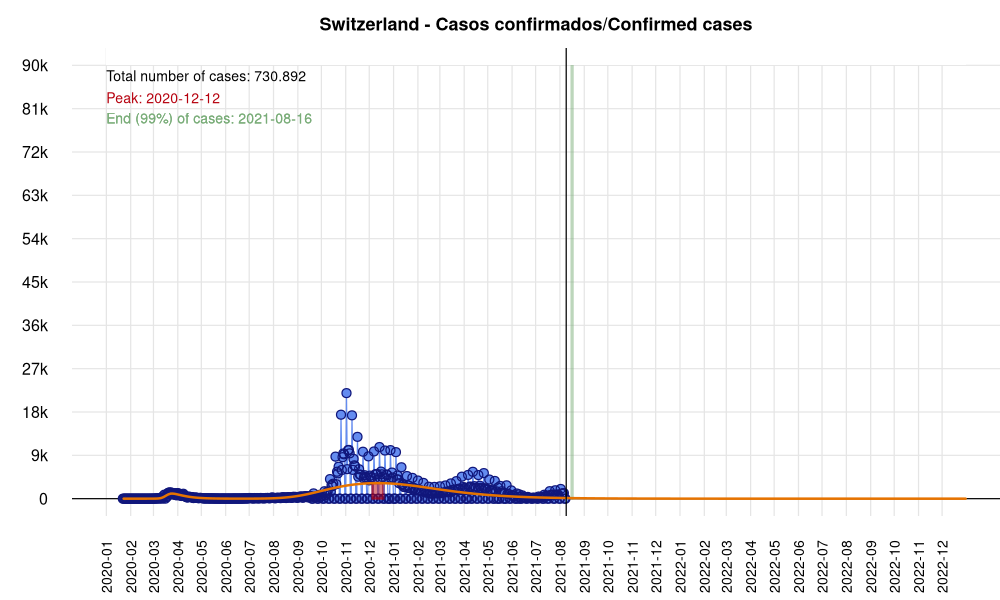 Switzerland - Casos confirmados/Confirmed cases
Total number of cases: 730.892
Peak: 2020-12-12
End (99%) of cases: 2021-08-16
90k
81k
72k
63k
54k
45k
36k
27k
18k
9k
0
2020-01
2020-02
2020-03
2020-04
2020-05
2020-06
2020-07
2020-08
2020-09
2020-10
2020-11
2020-12
2021-01
2021-02
2021-03
2021-04
2021-05
2021-06
2021-07
2021-08
2021-09
2021-10
2021-11
2021-12
2022-01
2022-02
2022-03
2022-04
2022-05
2022-06
2022-07
2022-08
2022-09
2022-10
2022-11
2022-12